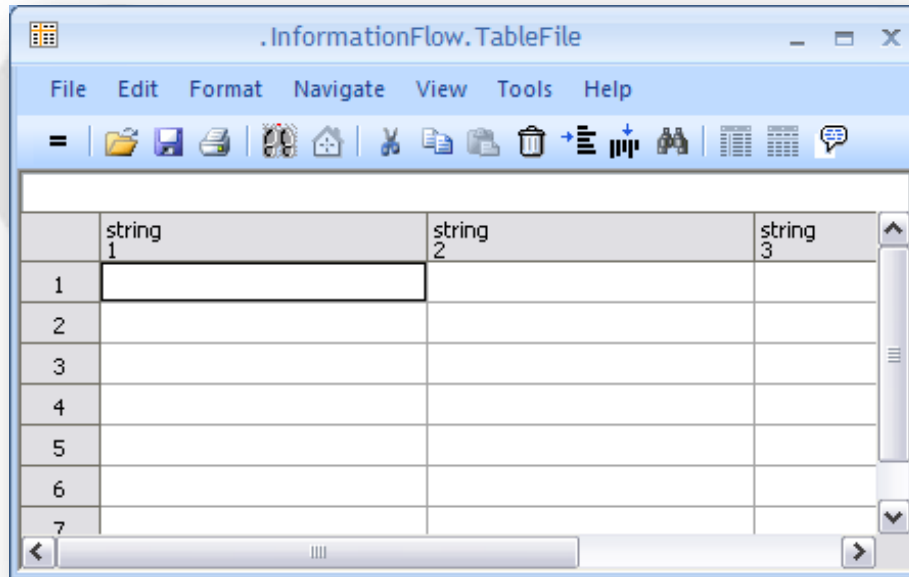 .InformationFlow.TableFile
File Edit Format Navigate View Tools Help
=
string string string
1 2 3
1
2
3
4
5
6
7